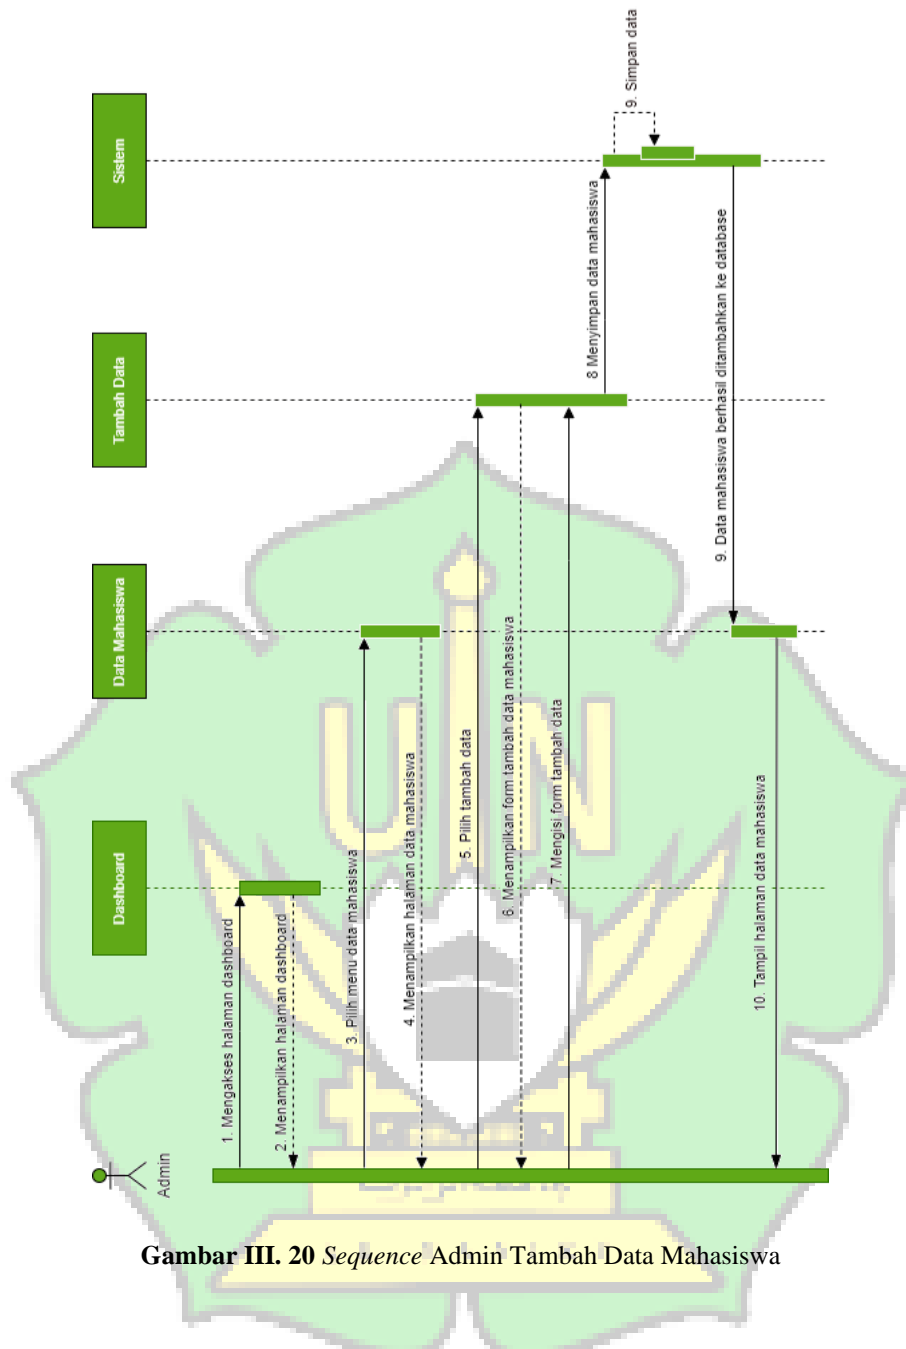 Admin
Dashboard
Data Mahasiswa
Tambah Data
Sistem
1. Mengakses halaman dashboard
2. Menampilkan halaman dashboard
3. Pilih menu data mahasiswa
4. Menampilkan halaman data mahasiswa
5. Pilih tambah data
6. Menampilkan form tambah data mahasiswa
7. Mengisi form tambah data
8 Menyimpan data mahasiswa
9. Simpan data
9. Data mahasiswa berhasil ditambahkan ke database
10. Tampil halaman data mahasiswa
UIN
Gambar III. 20 Sequence Admin Tambah Data Mahasiswa